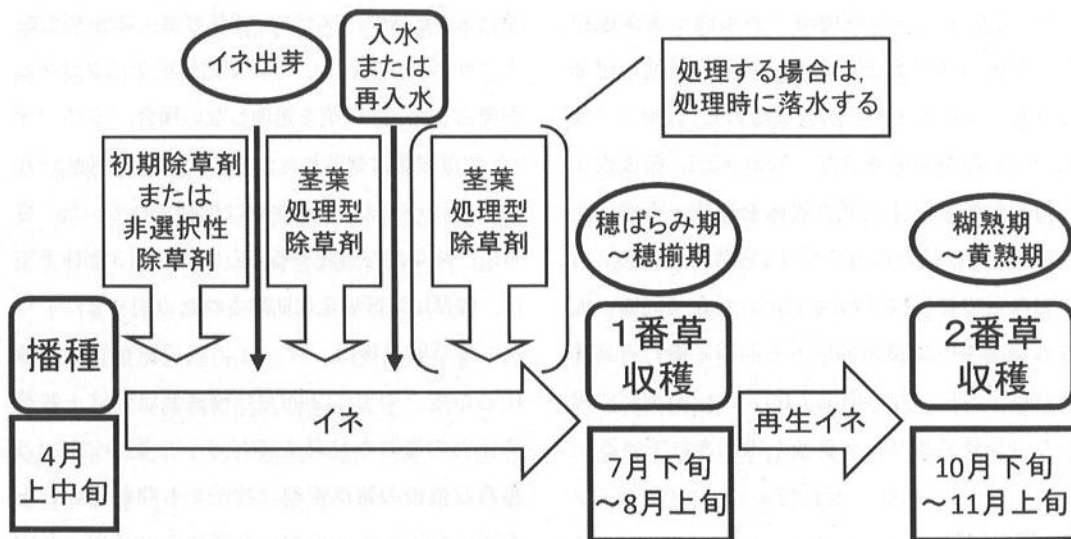 イネ出芽
入水
または
再入水
処理する場合は,
処理時に落水する
初期除草剤
または
非選択性
除草剤
茎葉
処理型
除草剤
茎葉
処理型
除草剤
穂ばらみ期
~穂揃期
糊熟期
~黄熟期
播種
1番草
収穫
2番草
収穫
イネ
再生イネ
4月
上中旬
7月下旬
~8月上旬
10月下旬
~11月上旬